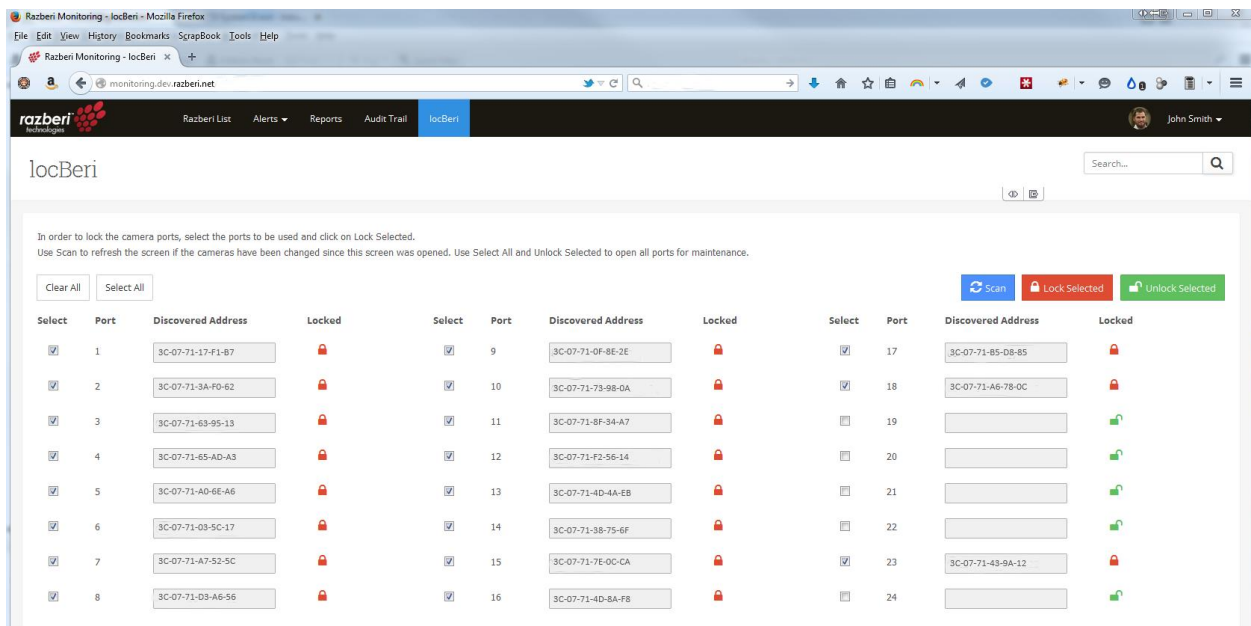 Razberi Monitoring - locBeri - Mozilla Firefox
File Edit View History Bookmarks ScrapBook Tools Help
Razberi Monitoring - locBeri × +
monitoring.dev.razberi.net
razberi technologies Razberi List Alerts Reports Audit Trail locBeri John Smith
locBeri Search...
In order to lock the camera ports, select the ports to be used and click on Lock Selected.
Use Scan to refresh the screen if the cameras have been changed since this screen was opened. Use Select All and Unlock Selected to open all ports for maintenance.
Clear All Select All Scan Lock Selected Unlock Selected
Select Port Discovered Address Locked Select Port Discovered Address Locked Select Port Discovered Address Locked
1 3C-07-71-17-F1-B7 9 3C-07-71-0F-8E-2E 17 3C-07-71-B5-D8-85
2 3C-07-71-3A-F0-62 10 3C-07-71-73-98-0A 18 3C-07-71-A6-78-0C
3 3C-07-71-63-95-13 11 3C-07-71-8F-34-A7 19
4 3C-07-71-65-AD-A3 12 3C-07-71-F2-56-14 20
5 3C-07-71-A0-6E-A6 13 3C-07-71-4D-4A-EB 21
6 3C-07-71-03-5C-17 14 3C-07-71-38-75-6F 22
7 3C-07-71-A7-52-5C 15 3C-07-71-7E-0C-CA 23 3C-07-71-43-9A-12
8 3C-07-71-D3-A6-56 16 3C-07-71-4D-8A-F8 24